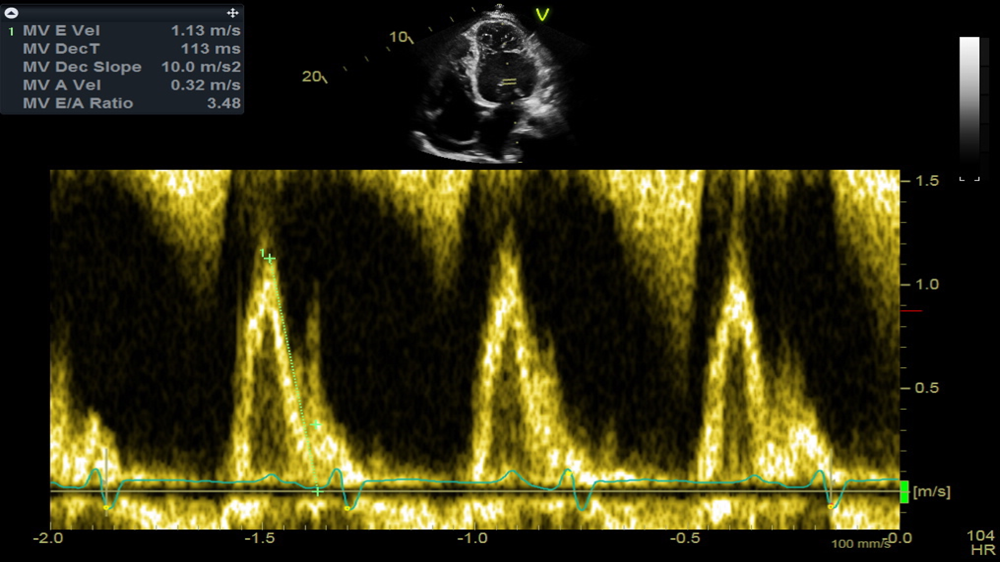 1 MV E Vel 1.13 m/s
MV DecT 113 ms
MV Dec Slope 10.0 m/s2
MV A Vel 0.32 m/s
MV E/A Ratio 3.48
V
10
20
1
1.5
1.0
0.5
[m/s]
-2.0 -1.5 -1.0 -0.5 -0.0
100 mm/s
104
HR